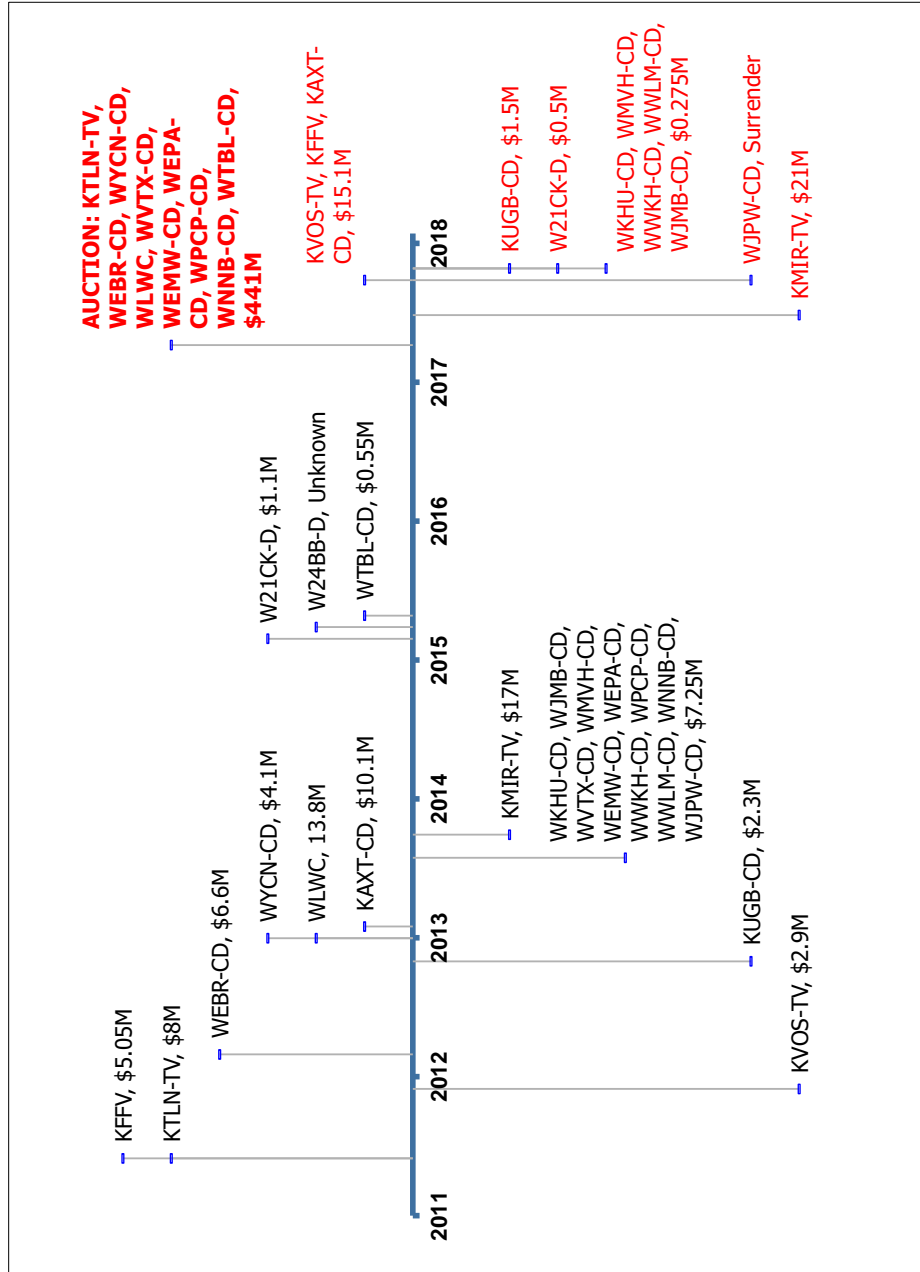 AUCTION: KTLN-TV,
WEBR-CD, WYCN-CD,
WLWC, WVTX-CD,
WEMW-CD, WEPA-
CD, WPCP-CD,
WNNB-CD, WTBL-CD,
$441M
KFFV, $5.05M
KTLN-TV, $8M
WEBR-CD, $6.6M
WYCN-CD, $4.1M
WLWC, 13.8M
KAXT-CD, $10.1M
W21CK-D, $1.1M
W24BB-D, Unknown
WTBL-CD, $0.55M
KVOS-TV, KFFV, KAXT-
CD, $15.1M
2011
2012
2013
2014
2015
2016
2017
2018
KMIR-TV, $17M
WKHU-CD, WJMB-CD,
WVTX-CD, WMVH-CD,
WEMW-CD, WEPA-CD,
WWKH-CD, WPCP-CD,
WWLM-CD, WNNB-CD,
WJPW-CD, $7.25M
KUGB-CD, $2.3M
KVOS-TV, $2.9M
KUGB-CD, $1.5M
W21CK-D, $0.5M
WKHU-CD, WMVH-CD,
WWKH-CD, WWLM-CD,
WJMB-CD, $0.275M
WJPW-CD, Surrender
KMIR-TV, $21M